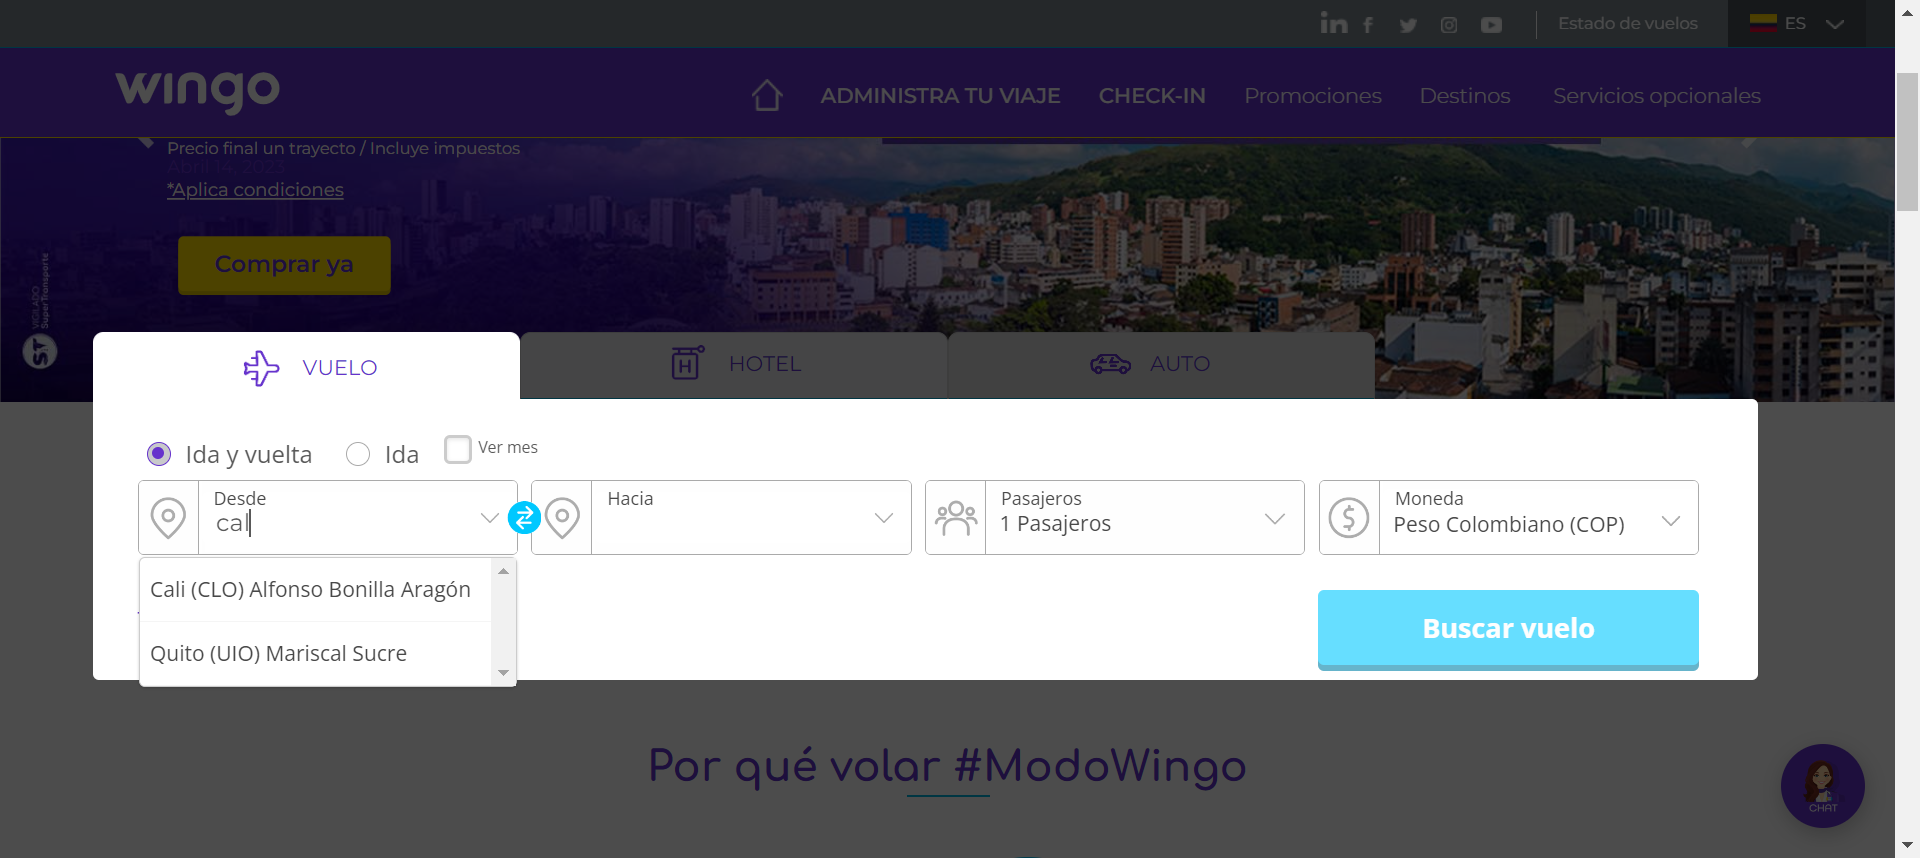 Estado de vuelos
ES
wingo
ADMINISTRA TU VIAJE
CHECK-IN
Promociones
Destinos
Servicios opcionales
Precio final un trayecto / Incluye impuestos
Abril 14, 2023
*Aplica condiciones
Comprar ya
VIGILADO
SuperTransporte
ST
VUELO
HOTEL
AUTO
Ida y vuelta
Ida
Ver mes
Desde
cal
Hacia
Pasajeros
1 Pasajeros
Moneda
Peso Colombiano (COP)
Cali (CLO) Alfonso Bonilla Aragón
Quito (UIO) Mariscal Sucre
Buscar vuelo
Por qué volar #ModoWingo
CHAT